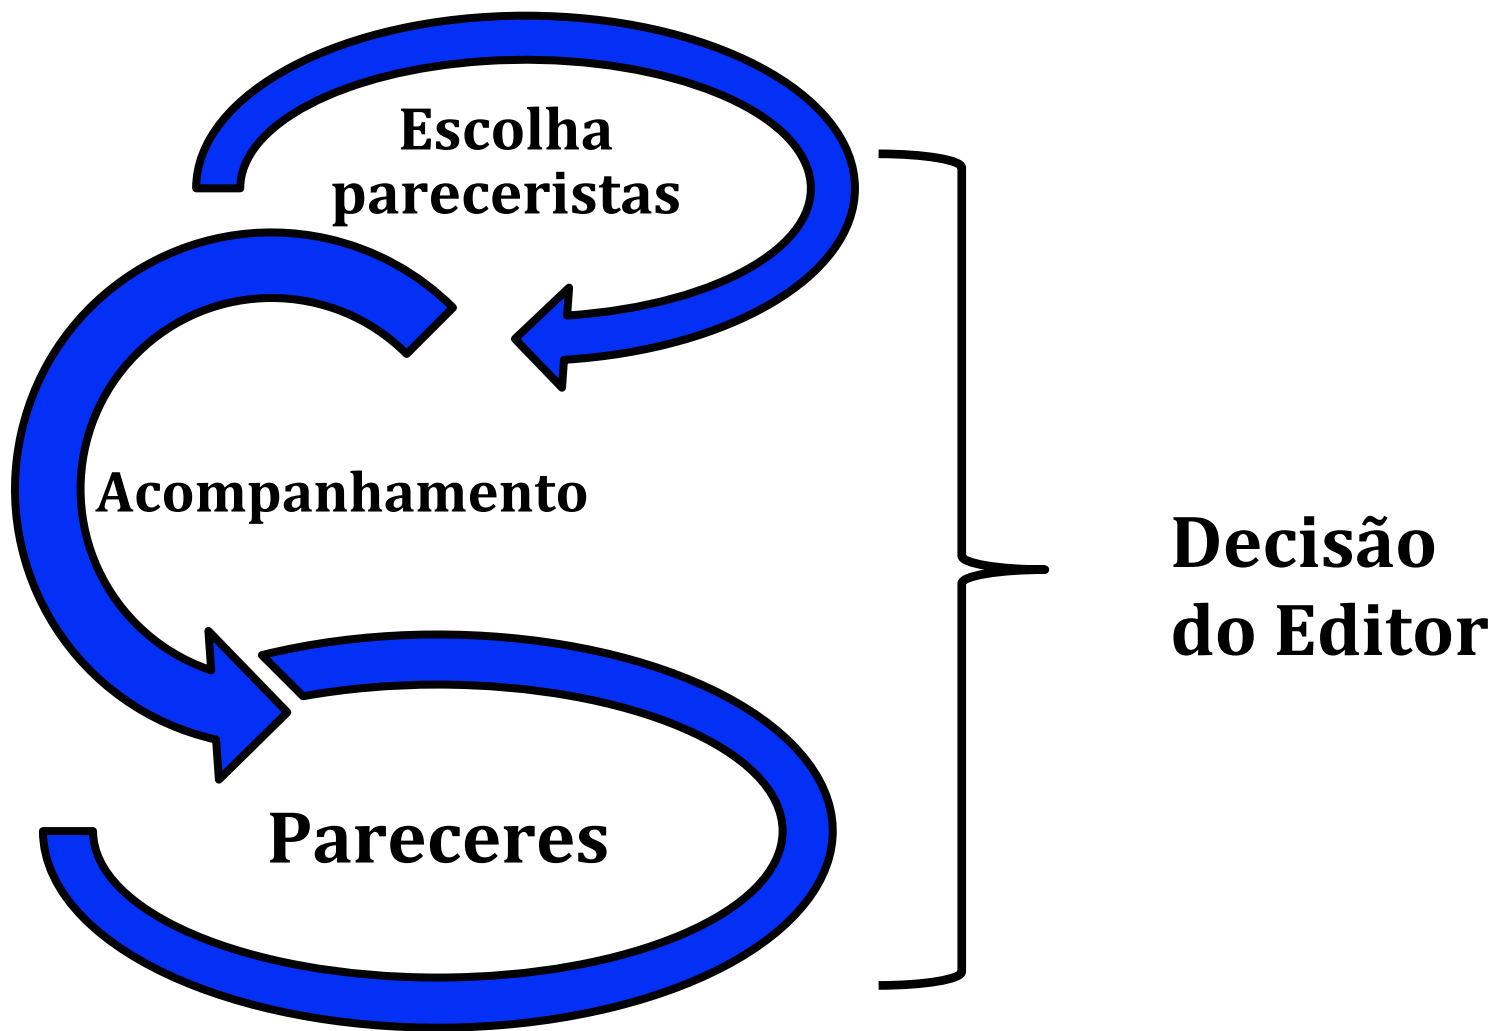 Escolha
pareceristas
Acompanhamento
Pareceres
Decisão
do Editor